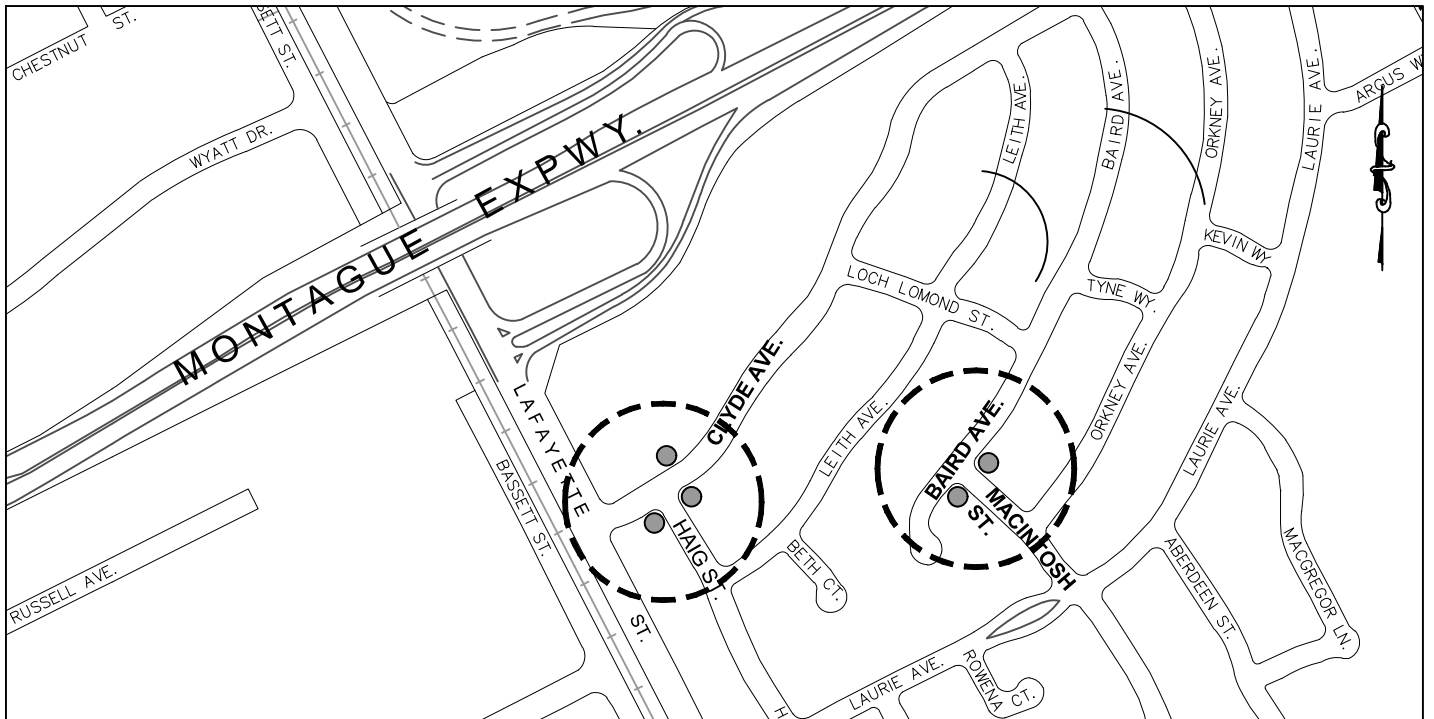 CHESTNUT ST.
SETT ST.
WYATT DR.
MONTAGUE EXPWY.
LEITH AVE.
BAIRD AVE.
ORKNEY AVE.
LAURIE AVE.
ARGUS W
KEVIN WY
TYNE WY.
LOCH LOMOND ST.
CLYDE AVE.
LAFAYETTE ST.
BASSETT ST.
RUSSELL AVE.
HAIG ST.
LEITH AVE.
BETH CT.
BAIRD AVE.
MACINTOSH ST.
ORKNEY AVE.
LAURIE AVE.
ABERDEEN ST.
MACGREGOR LN.
LAURIE AVE.
ROWENA CT.
H